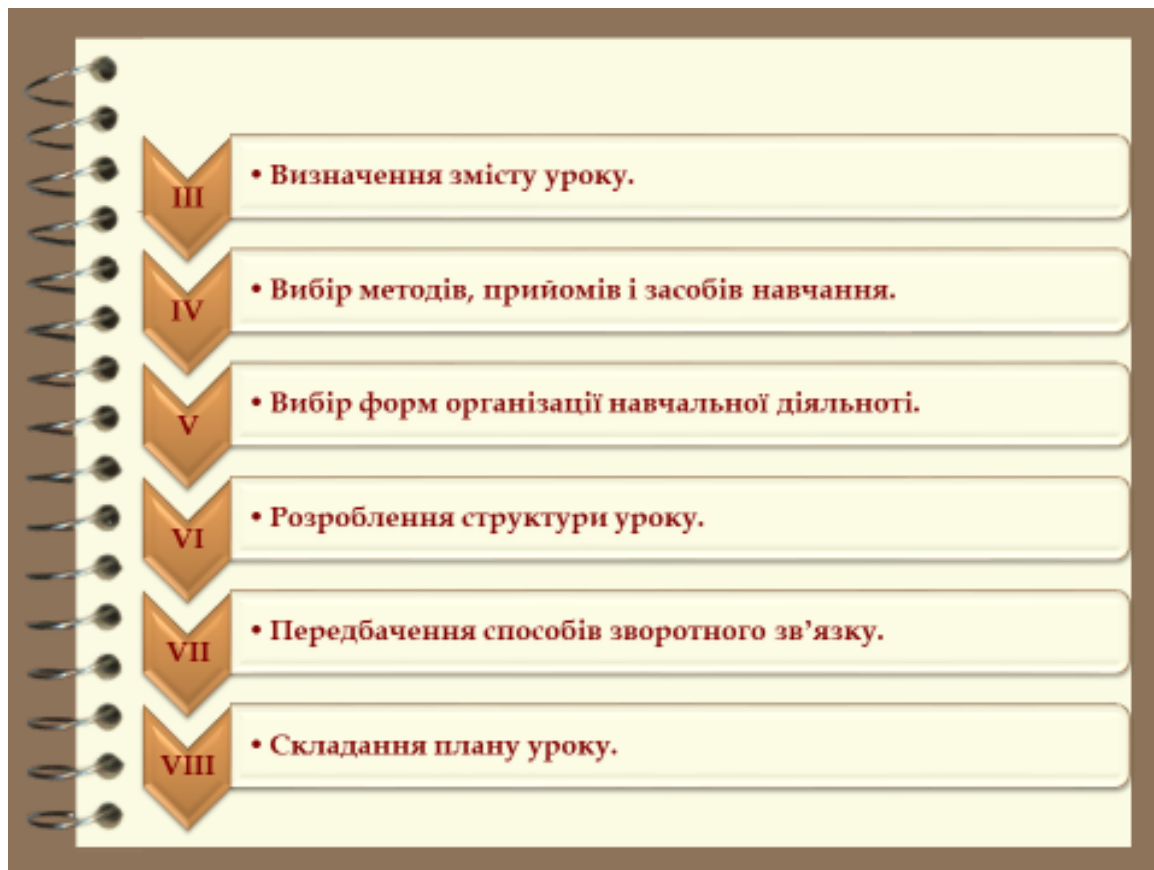 III
• Визначення змісту уроку.
IV
• Вибір методів, прийомів і засобів навчання.
V
• Вибір форм організації навчальної діяльноті.
VI
• Розроблення структури уроку.
VII
• Передбачення способів зворотного зв’язку.
VIII
• Складання плану уроку.